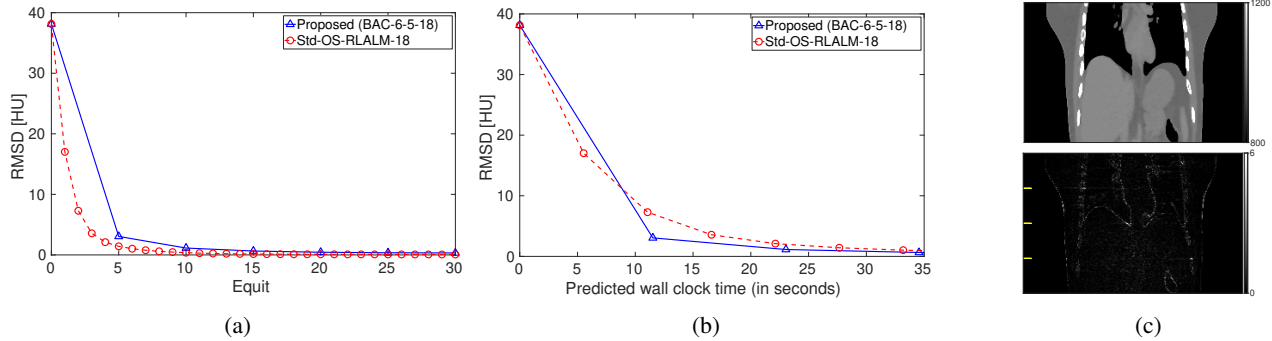 40
30
20
10
0
RMSD [HU]
Proposed (BAC-6-5-18)
Std-OS-RLALM-18
0 5 10 15 20 25 30
Equit
(a)
40
30
20
10
0
RMSD [HU]
Proposed (BAC-6-5-18)
Std-OS-RLALM-18
0 5 10 15 20 25 30 35
Predicted wall clock time (in seconds)
(b)
1200
800
6
0
(c)